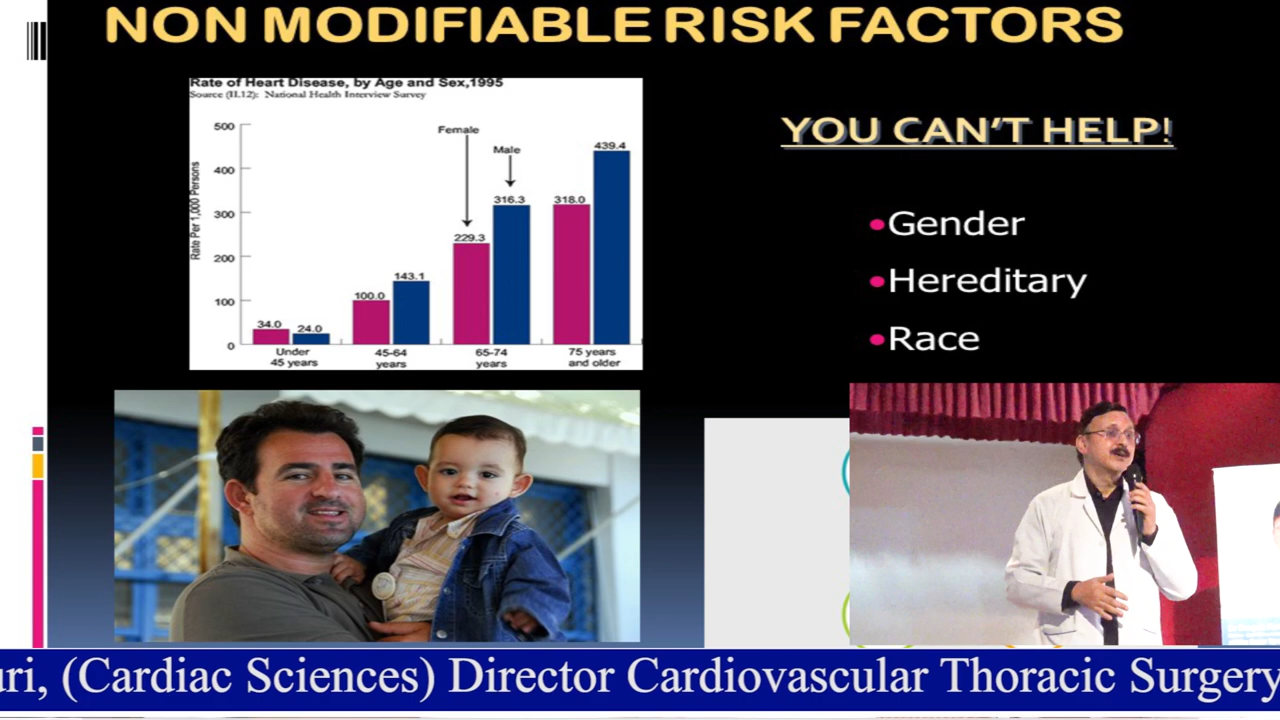 NON MODIFIABLE RISK FACTORS
Rate of Heart Disease, by Age and Sex,1995
Source (II.12): National Health Interview Survey
Rate Per 1,000 Persons
500
400
300
200
100
0
Female
Male
34.0
24.0
100.0
143.1
229.3
316.3
318.0
439.4
Under
45 years
45-64
years
65-74
years
75 years
and older
YOU CAN'T HELP!
•Gender
•Hereditary
•Race
uri, (Cardiac Sciences) Director Cardiovascular Thoracic Surgery